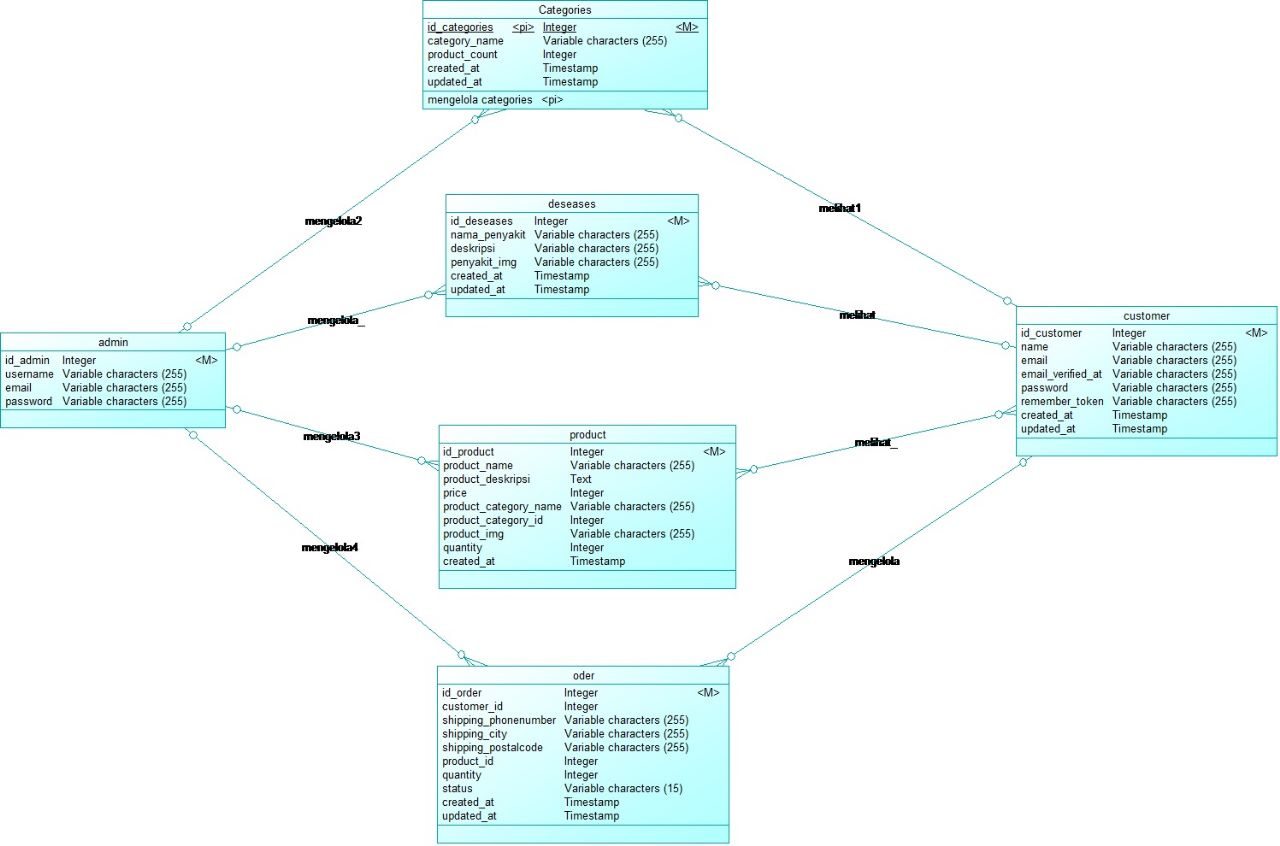 Categories
id_categories <pi> Integer <M>
category_name Variable characters (255)
product_count Integer
created_at Timestamp
updated_at Timestamp
mengelola categories <pi>
mengelola2
melihat1
deseases
id_deseases Integer <M>
nama_penyakit Variable characters (255)
deskripsi Variable characters (255)
penyakit_img Variable characters (255)
created_at Timestamp
updated_at Timestamp
mengelola_
melihat
admin
id_admin Integer <M>
username Variable characters (255)
email Variable characters (255)
password Variable characters (255)
customer
id_customer Integer <M>
name Variable characters (255)
email Variable characters (255)
email_verified_at Variable characters (255)
password Variable characters (255)
remember_token Variable characters (255)
created_at Timestamp
updated_at Timestamp
mengelola3
melihat_
product
id_product Integer <M>
product_name Variable characters (255)
product_deskripsi Text
price Integer
product_category_name Variable characters (255)
product_category_id Integer
product_img Variable characters (255)
quantity Integer
created_at Timestamp
mengelola4
mengelola
oder
id_order Integer <M>
customer_id Integer
shipping_phonenumber Variable characters (255)
shipping_city Variable characters (255)
shipping_postalcode Variable characters (255)
product_id Integer
quantity Integer
status Variable characters (15)
created_at Timestamp
updated_at Timestamp